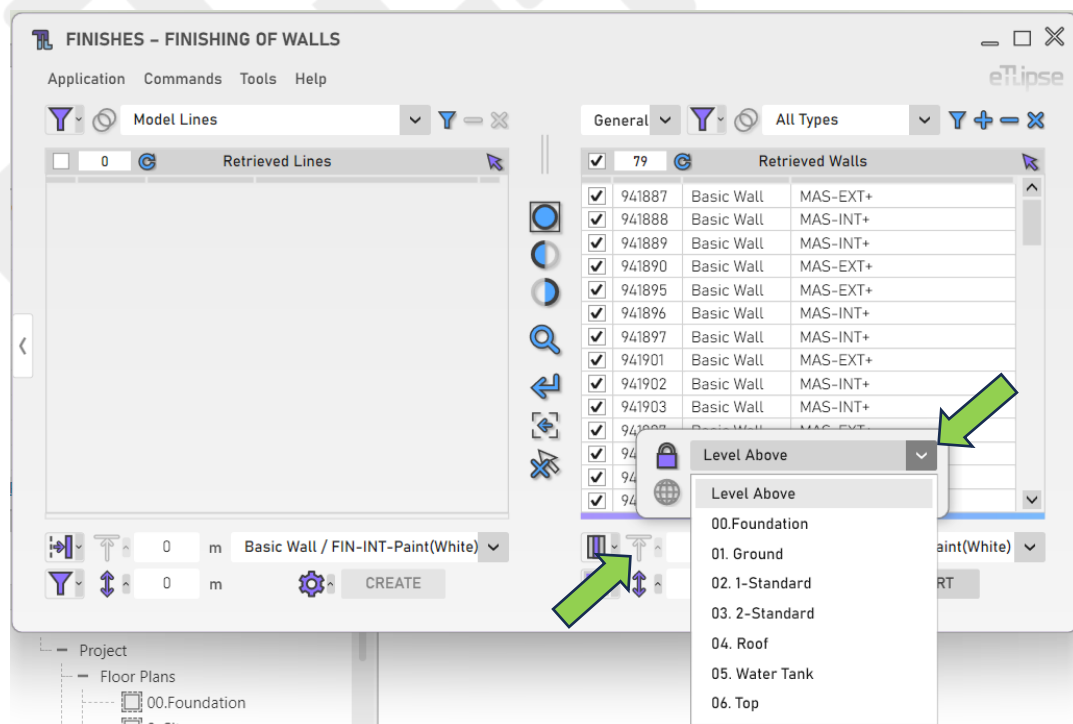 FINISHES – FINISHING OF WALLS
Application Commands Tools Help
eTLipse
Model Lines
General All Types
0 Retrieved Lines
79 Retrieved Walls
941887 Basic Wall MAS-EXT+
941888 Basic Wall MAS-INT+
941889 Basic Wall MAS-INT+
941890 Basic Wall MAS-EXT+
941895 Basic Wall MAS-EXT+
941896 Basic Wall MAS-INT+
941897 Basic Wall MAS-INT+
941901 Basic Wall MAS-EXT+
941902 Basic Wall MAS-INT+
941903 Basic Wall MAS-INT+
Level Above
Level Above
00.Foundation
01. Ground
02. 1-Standard
03. 2-Standard
04. Roof
05. Water Tank
06. Top
0 m Basic Wall / FIN-INT-Paint(White)
aint(White)
0 m CREATE
RT
Project
Floor Plans
00.Foundation